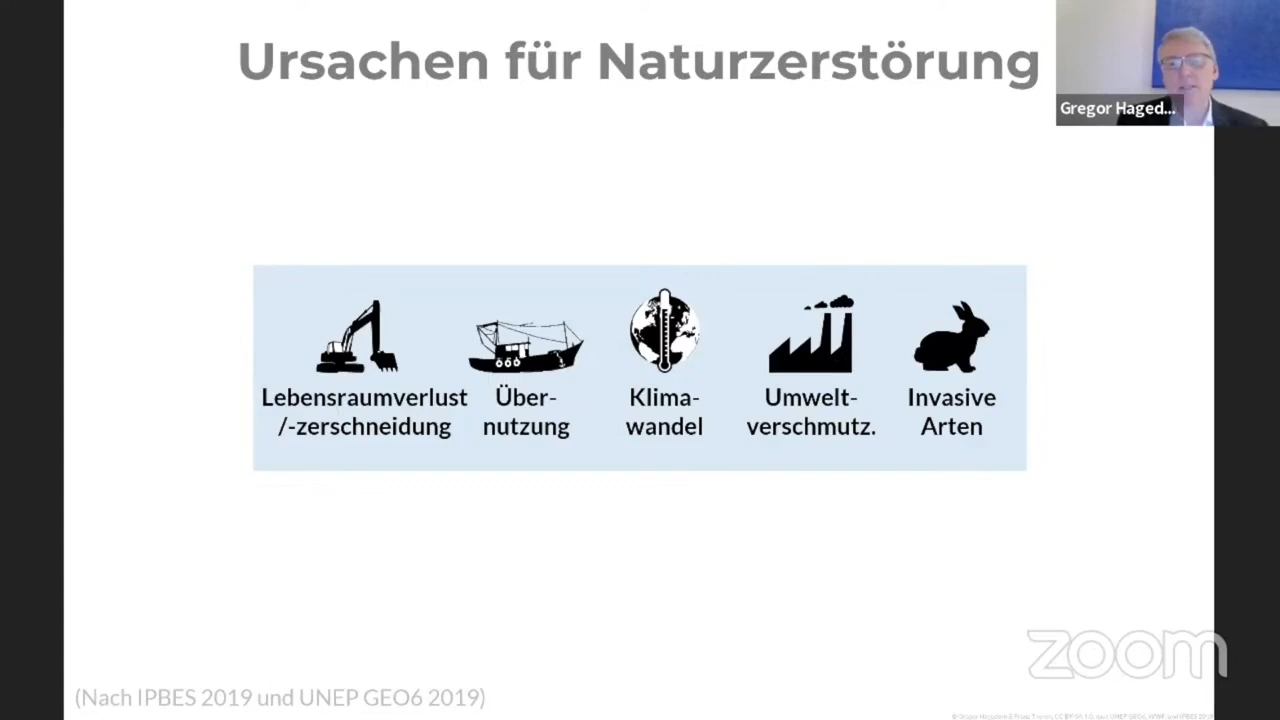 Ursachen für Naturzerstörung
Gregor Haged...
Lebensraumverlust
/-zerschneidung
Über-
nutzung
Klima-
wandel
Umwelt-
verschmutz.
Invasive
Arten
zoom
(Nach IPBES 2019 und UNEP GEO6 2019)